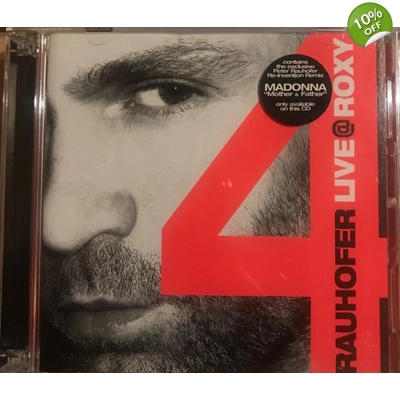 10%
OFF
contains
the exclusive
Peter Rauhofer
Re-Invention Remix
MADONNA
"Mother & Father"
only available
on this CD
4
RAUHOFER LIVE@ROXY